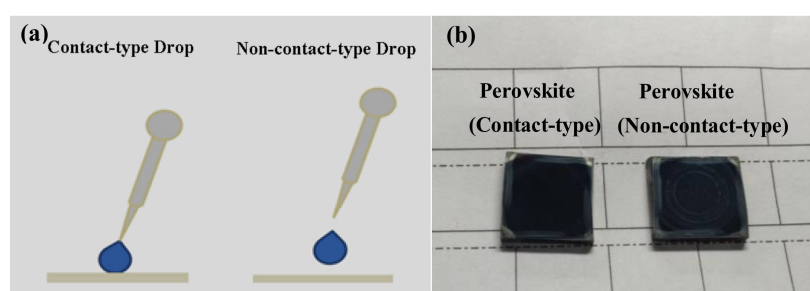 (a)
Contact-type Drop
Non-contact-type Drop
(b)
Perovskite
(Contact-type)
Perovskite
(Non-contact-type)